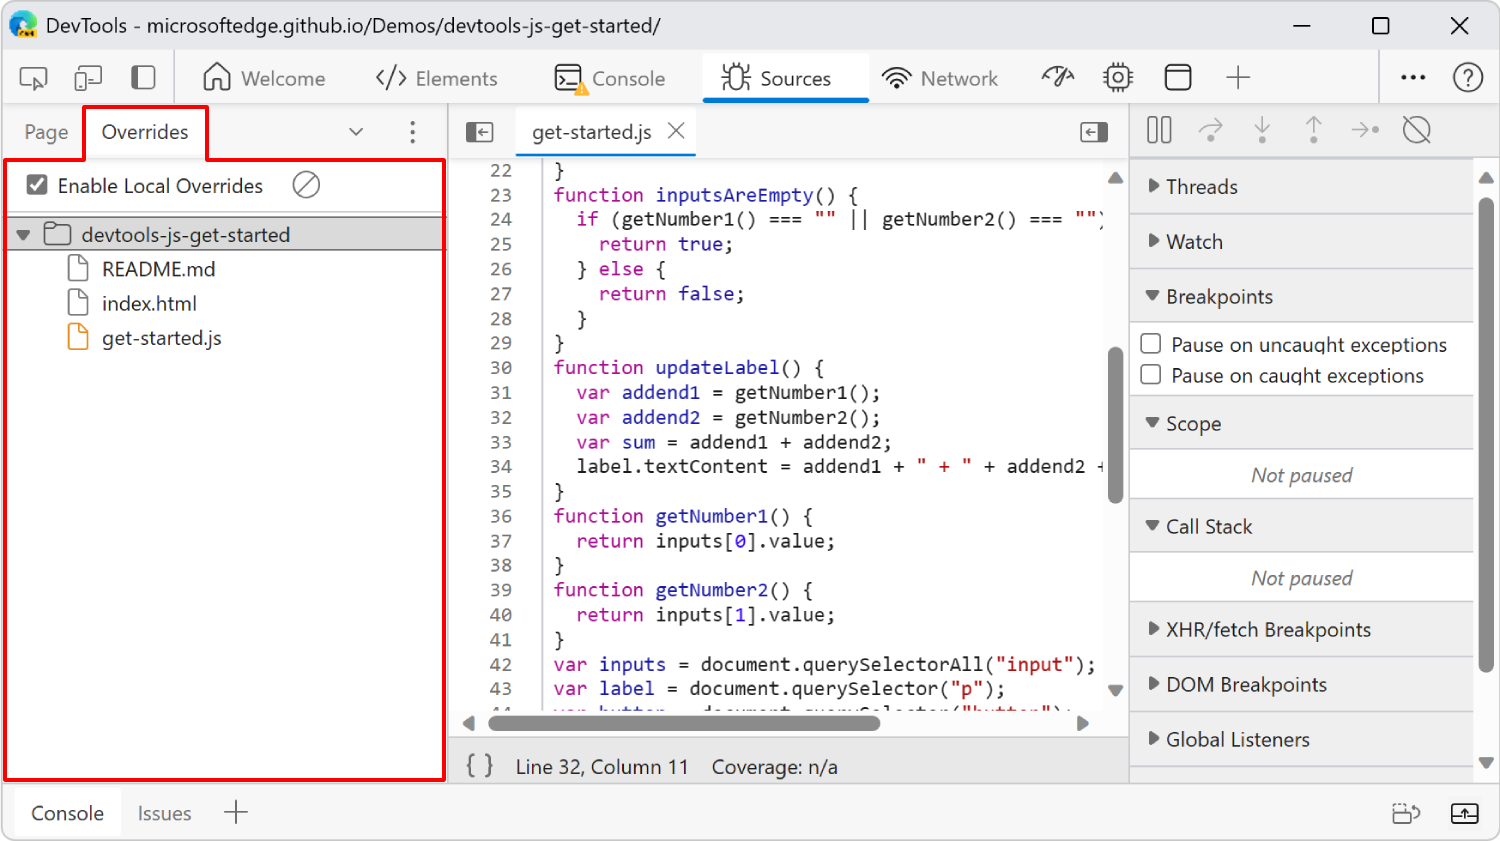 DevTools - microsoftedge.github.io/Demos/devtools-js-get-started/
Welcome
Elements
Console
Sources
Network
Page
Overrides
Enable Local Overrides
devtools-js-get-started
README.md
index.html
get-started.js
get-started.js
22 }
23 function inputsAreEmpty() {
24 if (getNumber1() === "" || getNumber2() === "")
25 return true;
26 } else {
27 return false;
28 }
29 }
30 function updateLabel() {
31 var addend1 = getNumber1();
32 var addend2 = getNumber2();
33 var sum = addend1 + addend2;
34 label.textContent = addend1 + " + " + addend2 +
35 }
36 function getNumber1() {
37 return inputs[0].value;
38 }
39 function getNumber2() {
40 return inputs[1].value;
41 }
42 var inputs = document.querySelectorAll("input");
43 var label = document.querySelector("p");
{ } Line 32, Column 11 Coverage: n/a
Threads
Watch
Breakpoints
Pause on uncaught exceptions
Pause on caught exceptions
Scope
Not paused
Call Stack
Not paused
XHR/fetch Breakpoints
DOM Breakpoints
Global Listeners
Console
Issues